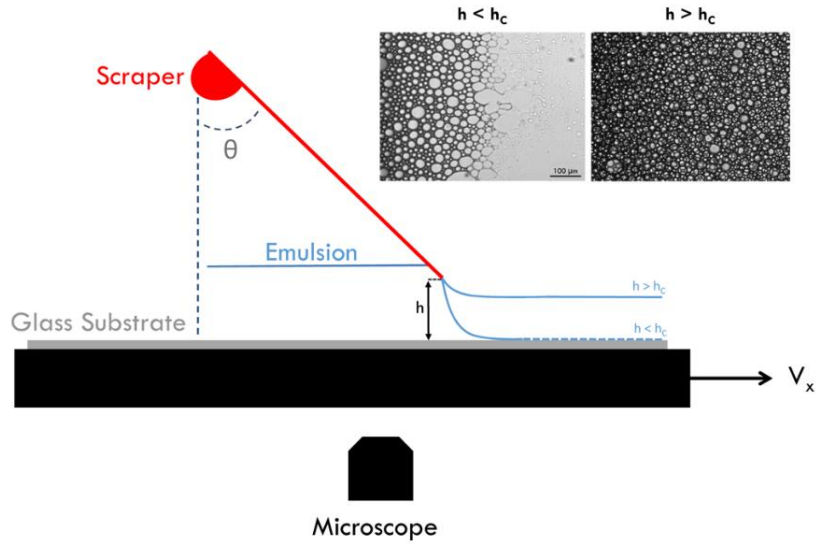 h < hC
h > hC
Scraper
θ
100 µm
Emulsion
h > hC
h
Glass Substrate
h < hC
Vx
Microscope